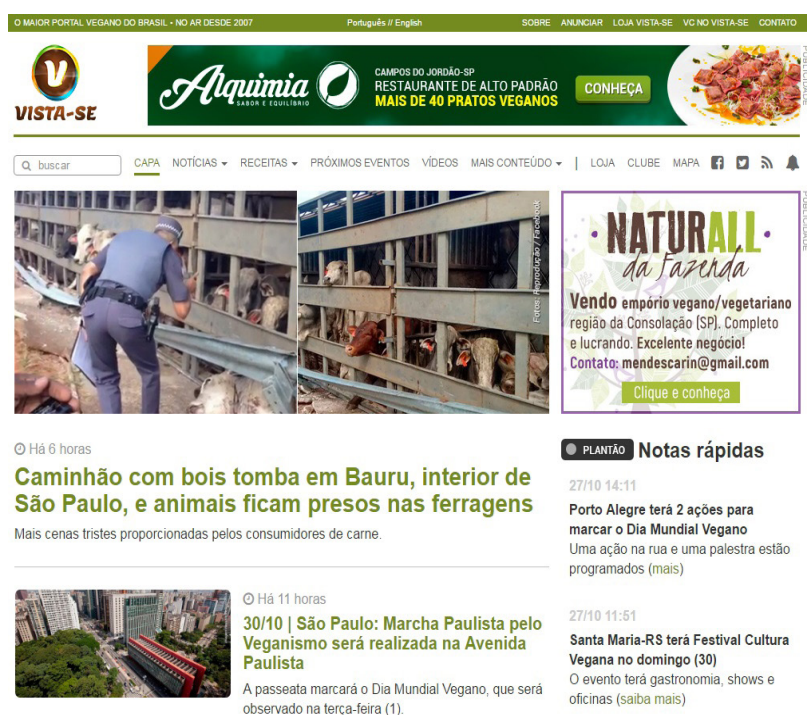 O MAIOR PORTAL VEGANO DO BRASIL • NO AR DESDE 2007
Português // English
SOBRE ANUNCIAR LOJA VISTA-SE VC NO VISTA-SE CONTATO
V
VISTA-SE
Alquimia
SABOR E EQUILÍBRIO
CAMPOS DO JORDÃO-SP
RESTAURANTE DE ALTO PADRÃO
MAIS DE 40 PRATOS VEGANOS
CONHEÇA
PUBLICIDADE
buscar
CAPA NOTÍCIAS RECEITAS PRÓXIMOS EVENTOS VÍDEOS MAIS CONTEÚDO | LOJA CLUBE MAPA
Fotos: Reprodução / Facebook
PUBLICIDADE
• NATURALL •
da Fazenda
Vendo empório vegano/vegetariano
região da Consolação (SP). Completo
e lucrando. Excelente negócio!
Contato: mendescarin@gmail.com
Clique e conheça
Há 6 horas
Caminhão com bois tomba em Bauru, interior de
São Paulo, e animais ficam presos nas ferragens
Mais cenas tristes proporcionadas pelos consumidores de carne.
Há 11 horas
30/10 | São Paulo: Marcha Paulista pelo
Veganismo será realizada na Avenida
Paulista
A passeata marcará o Dia Mundial Vegano, que será
observado na terça-feira (1).
PLANTÃO Notas rápidas
27/10 14:11
Porto Alegre terá 2 ações para
marcar o Dia Mundial Vegano
Uma ação na rua e uma palestra estão
programados (mais)
27/10 11:51
Santa Maria-RS terá Festival Cultura
Vegana no domingo (30)
O evento terá gastronomia, shows e
oficinas (saiba mais)